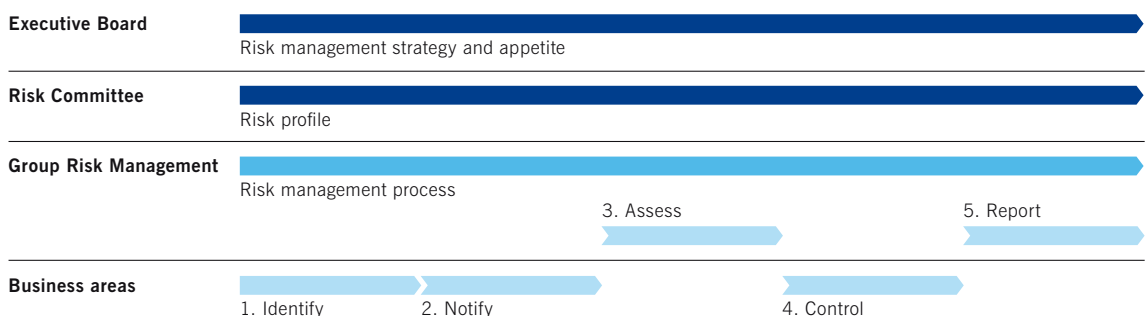 Executive Board
Risk management strategy and appetite
Risk Committee
Risk profile
Group Risk Management
Risk management process
3. Assess
5. Report
Business areas
1. Identify
2. Notify
4. Control